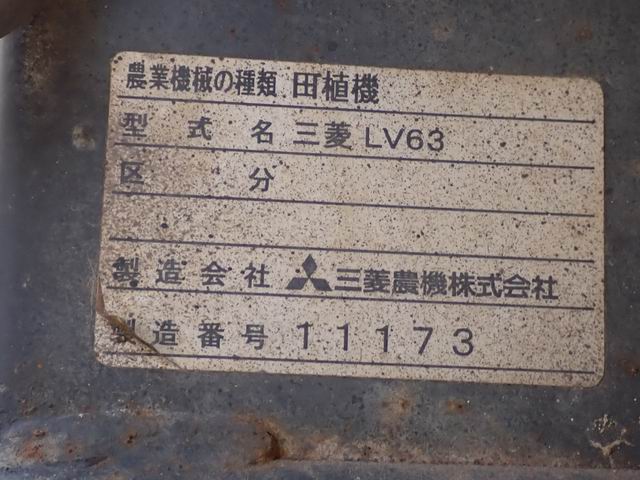 農業機械の種類 田植機
型式名 三菱 LV63
区分
製造会社 三菱農機株式会社
製造番号 11173